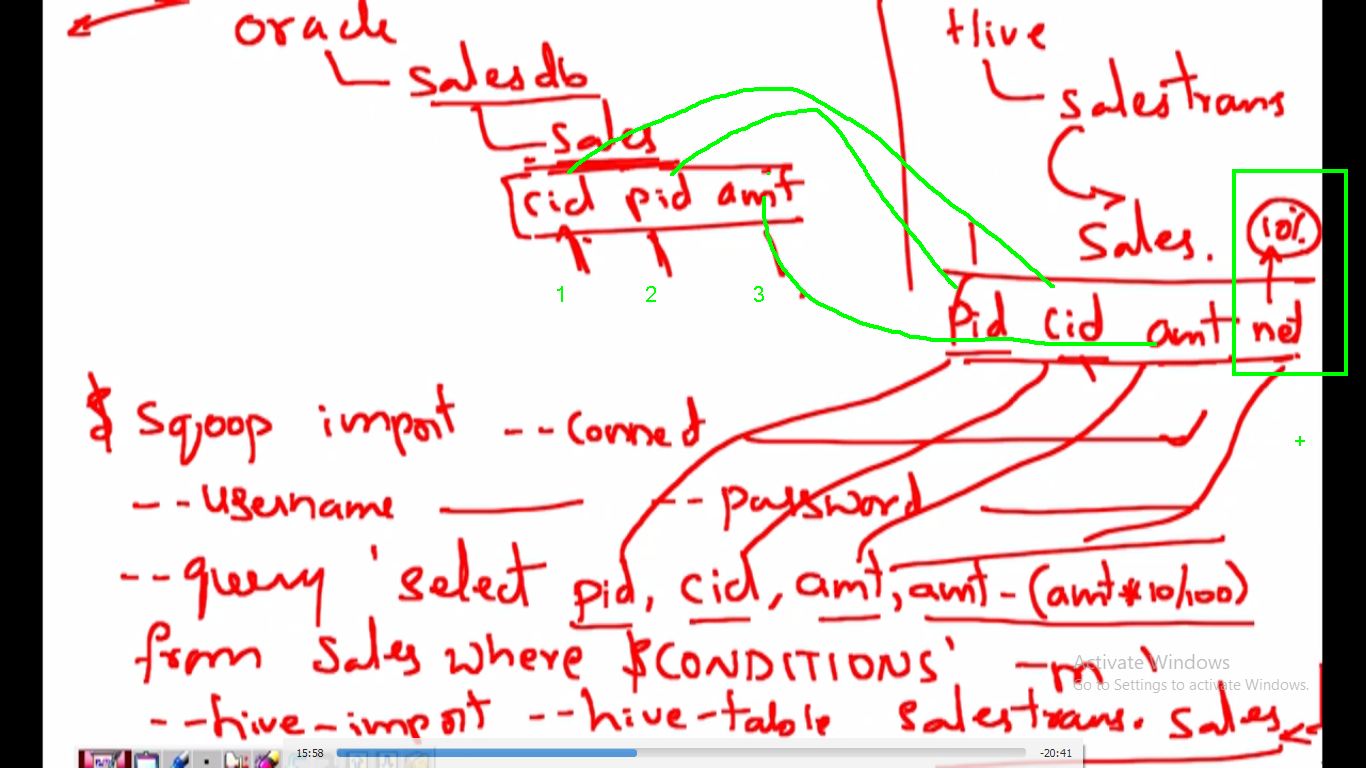 oracle
Hive
salesdb
salestrans
sales
cid pid amt
Sales.
10%
1 2 3
Pid cid amt net
$ Sqoop import --connect
--username --password
--query 'select pid, cid, amt, amt-(amt*10/100)
from sales where $CONDITIONS' -m 1
--hive-import --hive-table salestrans.sales
Activate Windows
Go to Settings to activate Windows.
15:58 -20:41